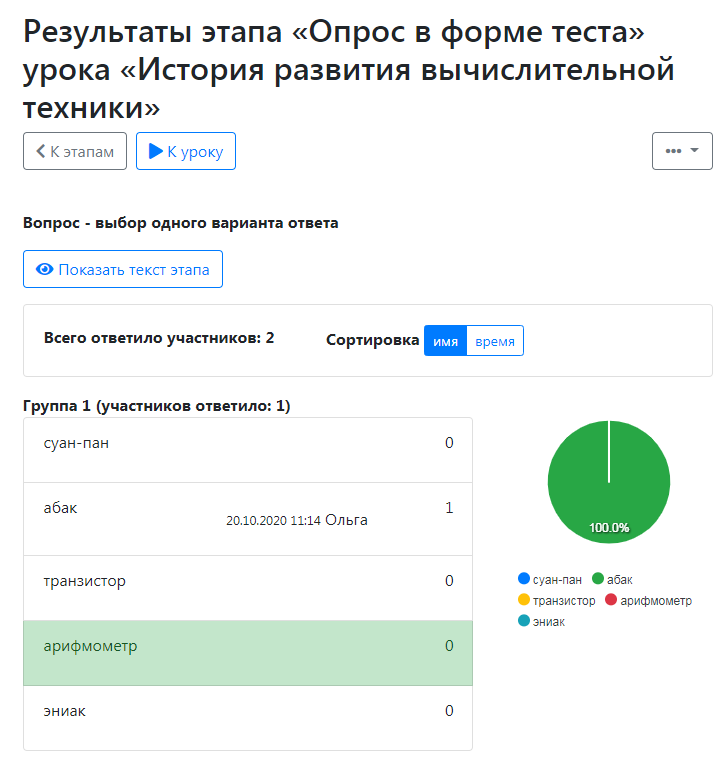 Результаты этапа «Опрос в форме теста»
урока «История развития вычислительной
техники»
К этапам К уроку •••
Вопрос - выбор одного варианта ответа
Показать текст этапа
Всего ответило участников: 2 Сортировка имя время
Группа 1 (участников ответило: 1)
суан-пан 0
абак 1
20.10.2020 11:14 Ольга
транзистор 0
арифмометр 0
эниак 0
100.0%
суан-пан абак
транзистор арифмометр
эниак